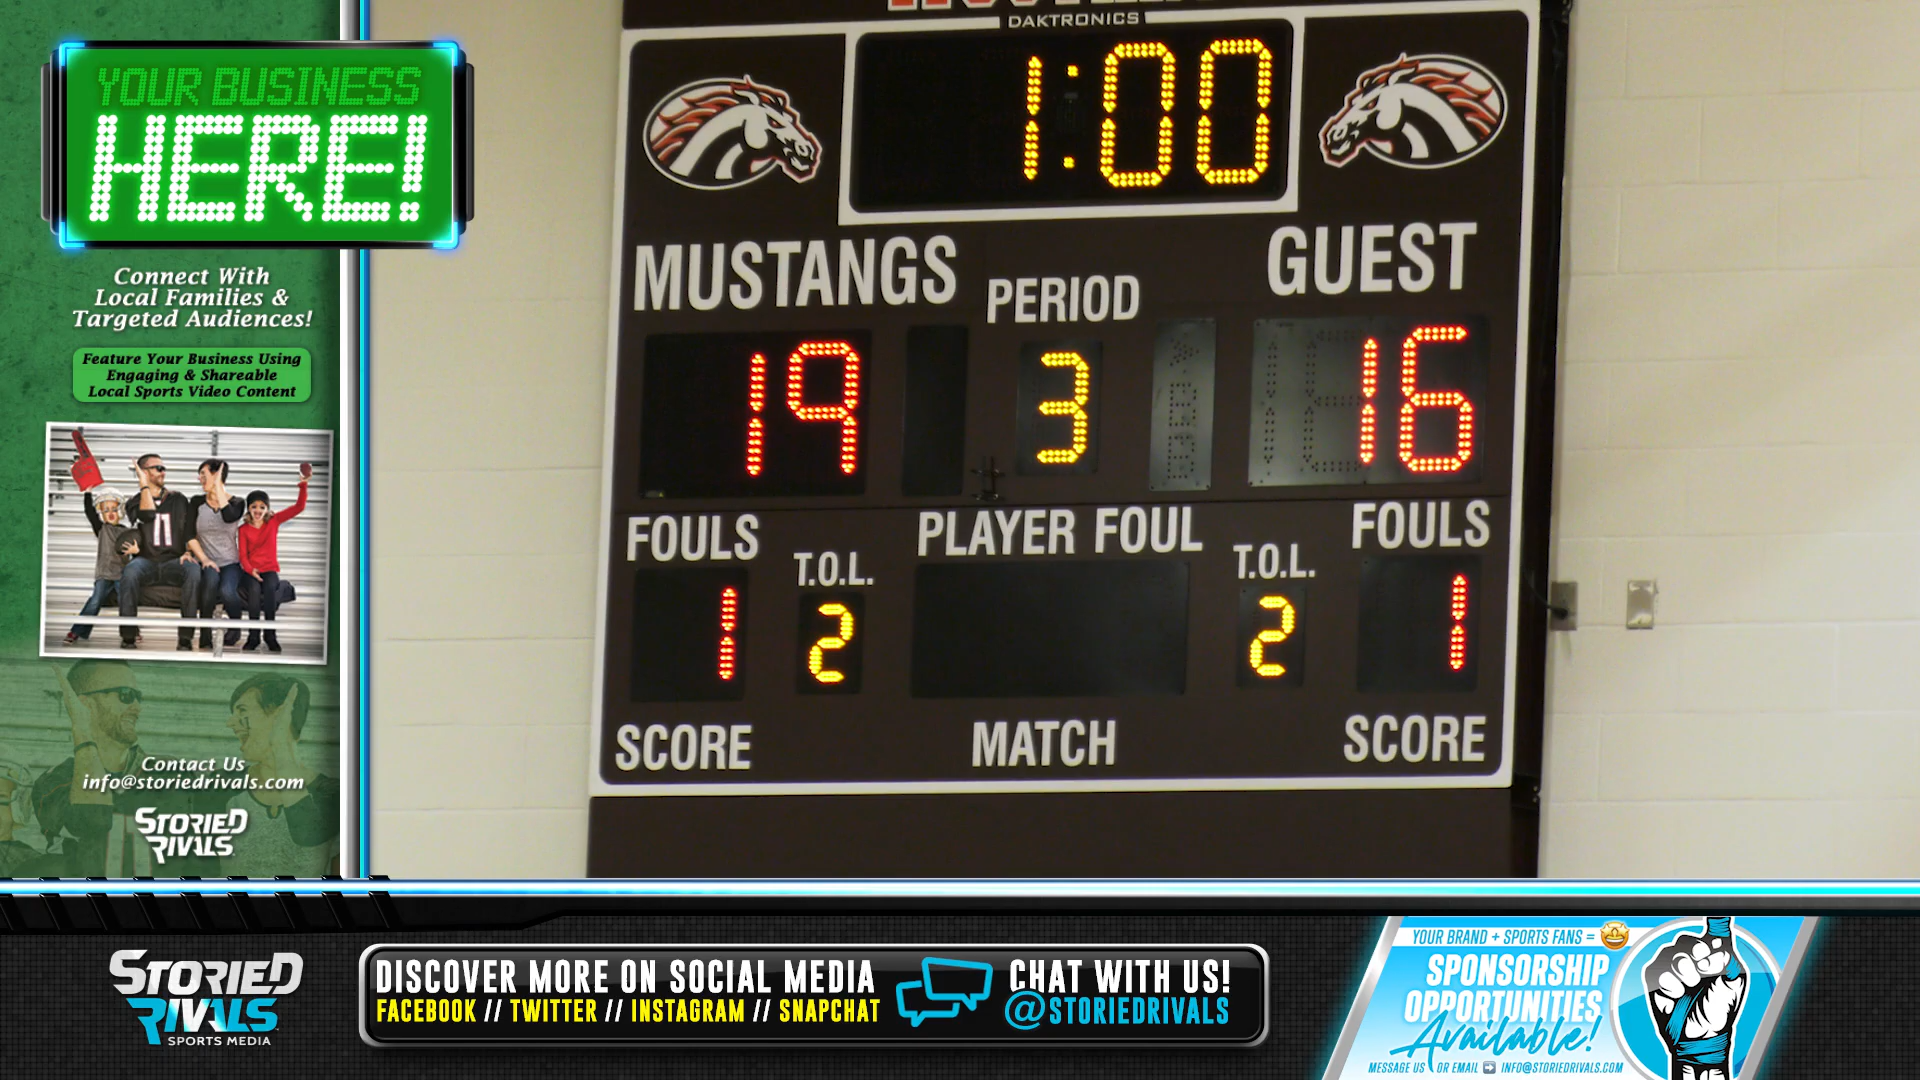 YOUR BUSINESS
HERE!
Connect With
Local Families &
Targeted Audiences!
Feature Your Business Using
Engaging & Shareable
Local Sports Video Content
11
Contact Us
info@storiedrivals.com
STORIED
RIVALS
DAKTRONICS
1:00
MUSTANGS
GUEST
PERIOD
19
3
16
FOULS
PLAYER FOUL
FOULS
T.O.L.
T.O.L.
1
2
2
1
SCORE
MATCH
SCORE
STORIED
RIVALS
SPORTS MEDIA
DISCOVER MORE ON SOCIAL MEDIA
FACEBOOK // TWITTER // INSTAGRAM // SNAPCHAT
CHAT WITH US!
@STORIEDRIVALS
YOUR BRAND + SPORTS FANS =
SPONSORSHIP
OPPORTUNITIES
Available!
MESSAGE US OR EMAIL ➡ INFO@STORIEDRIVALS.COM